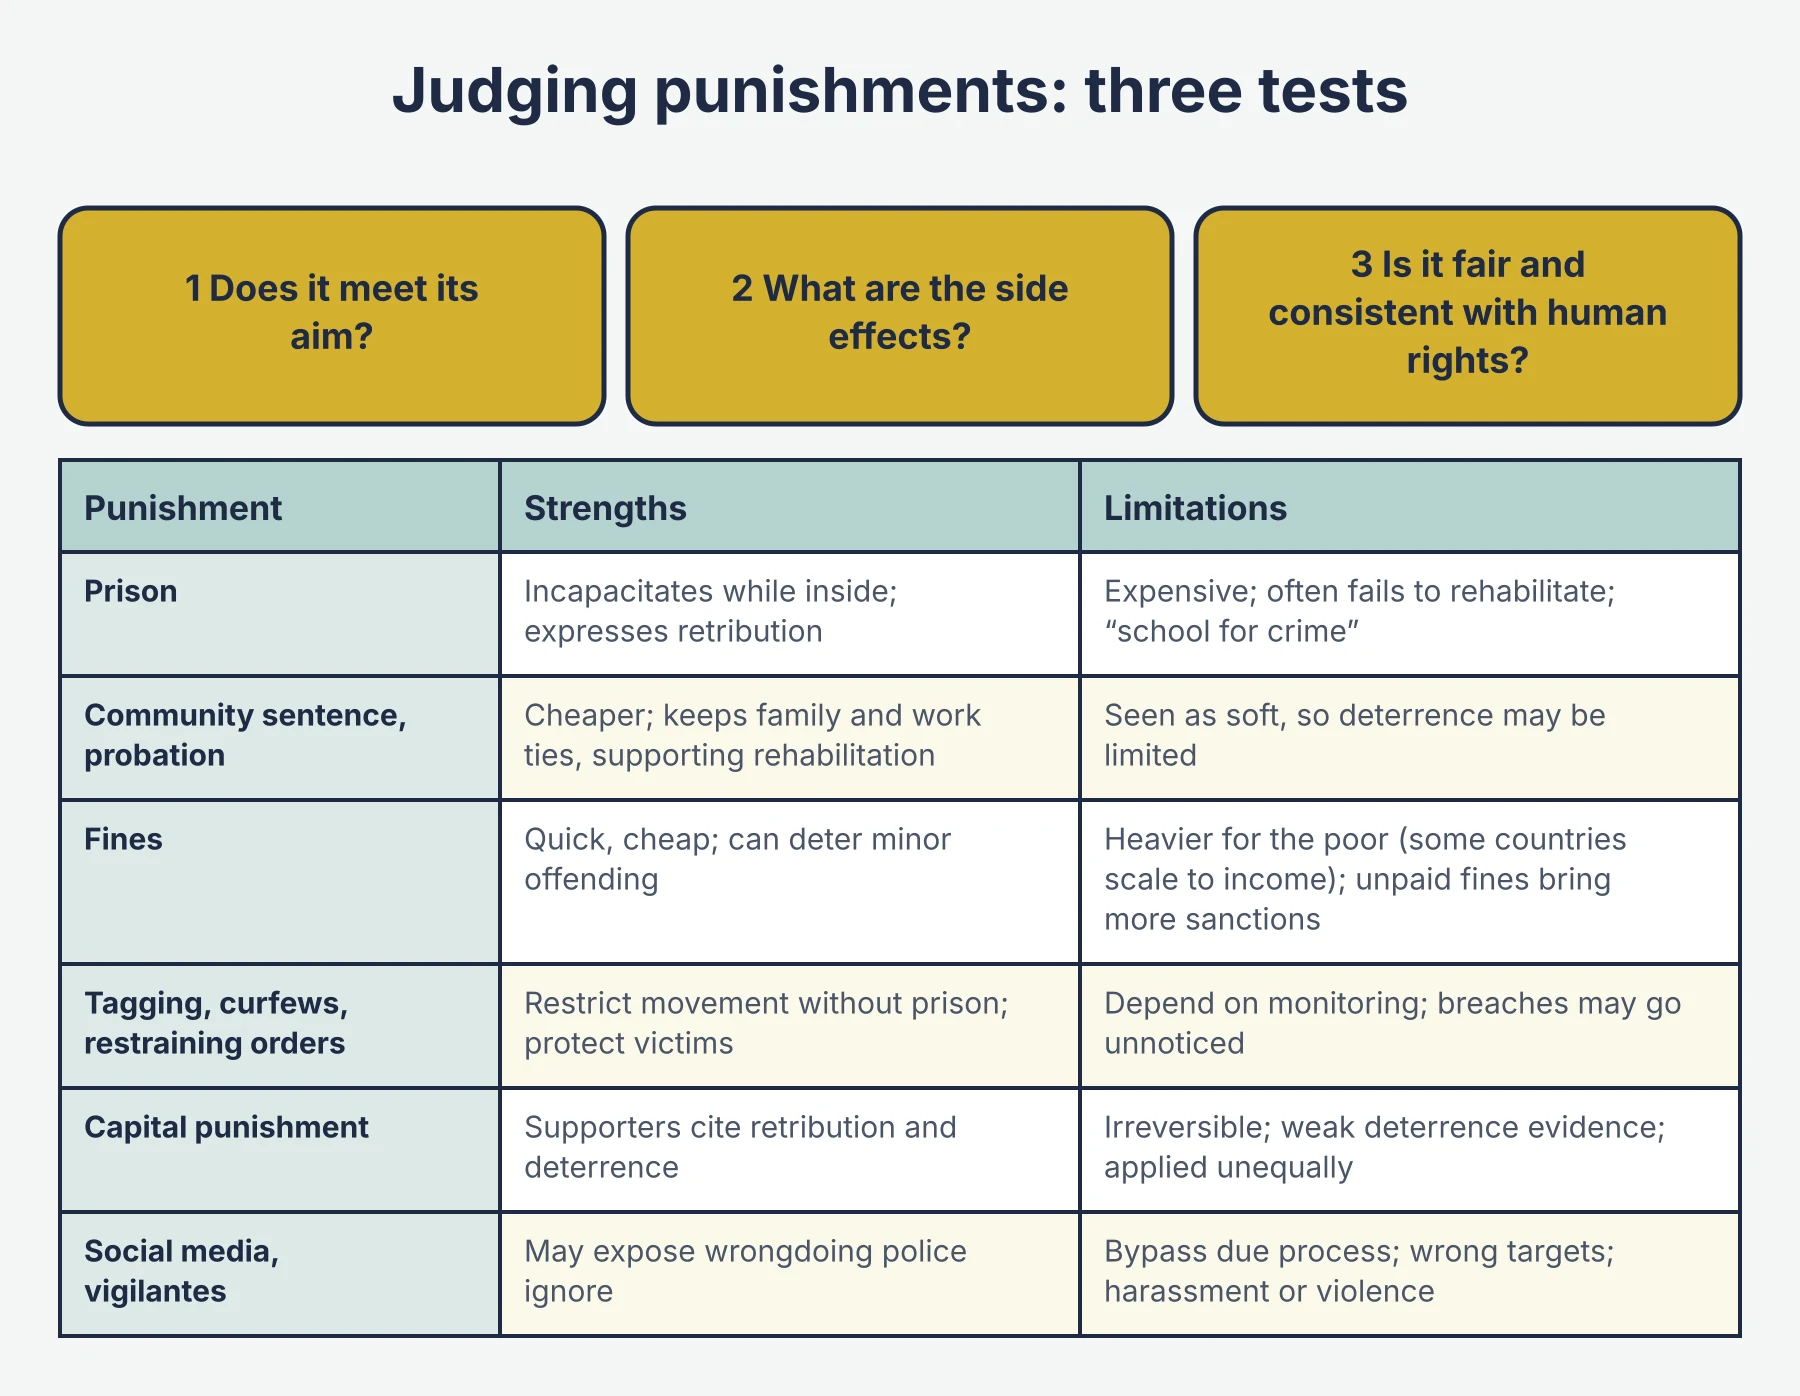 Judging punishments: three tests
1 Does it meet its
aim?
2 What are the side
effects?
3 Is it fair and
consistent with human
rights?
Punishment
Strengths
Limitations
Prison
Incapacitates while inside;
expresses retribution
Expensive; often fails to rehabilitate;
“school for crime”
Community sentence,
probation
Cheaper; keeps family and work
ties, supporting rehabilitation
Seen as soft, so deterrence may be
limited
Fines
Quick, cheap; can deter minor
offending
Heavier for the poor (some countries
scale to income); unpaid fines bring
more sanctions
Tagging, curfews,
restraining orders
Restrict movement without prison;
protect victims
Depend on monitoring; breaches may go
unnoticed
Capital punishment
Supporters cite retribution and
deterrence
Irreversible; weak deterrence evidence;
applied unequally
Social media,
vigilantes
May expose wrongdoing police
ignore
Bypass due process; wrong targets;
harassment or violence